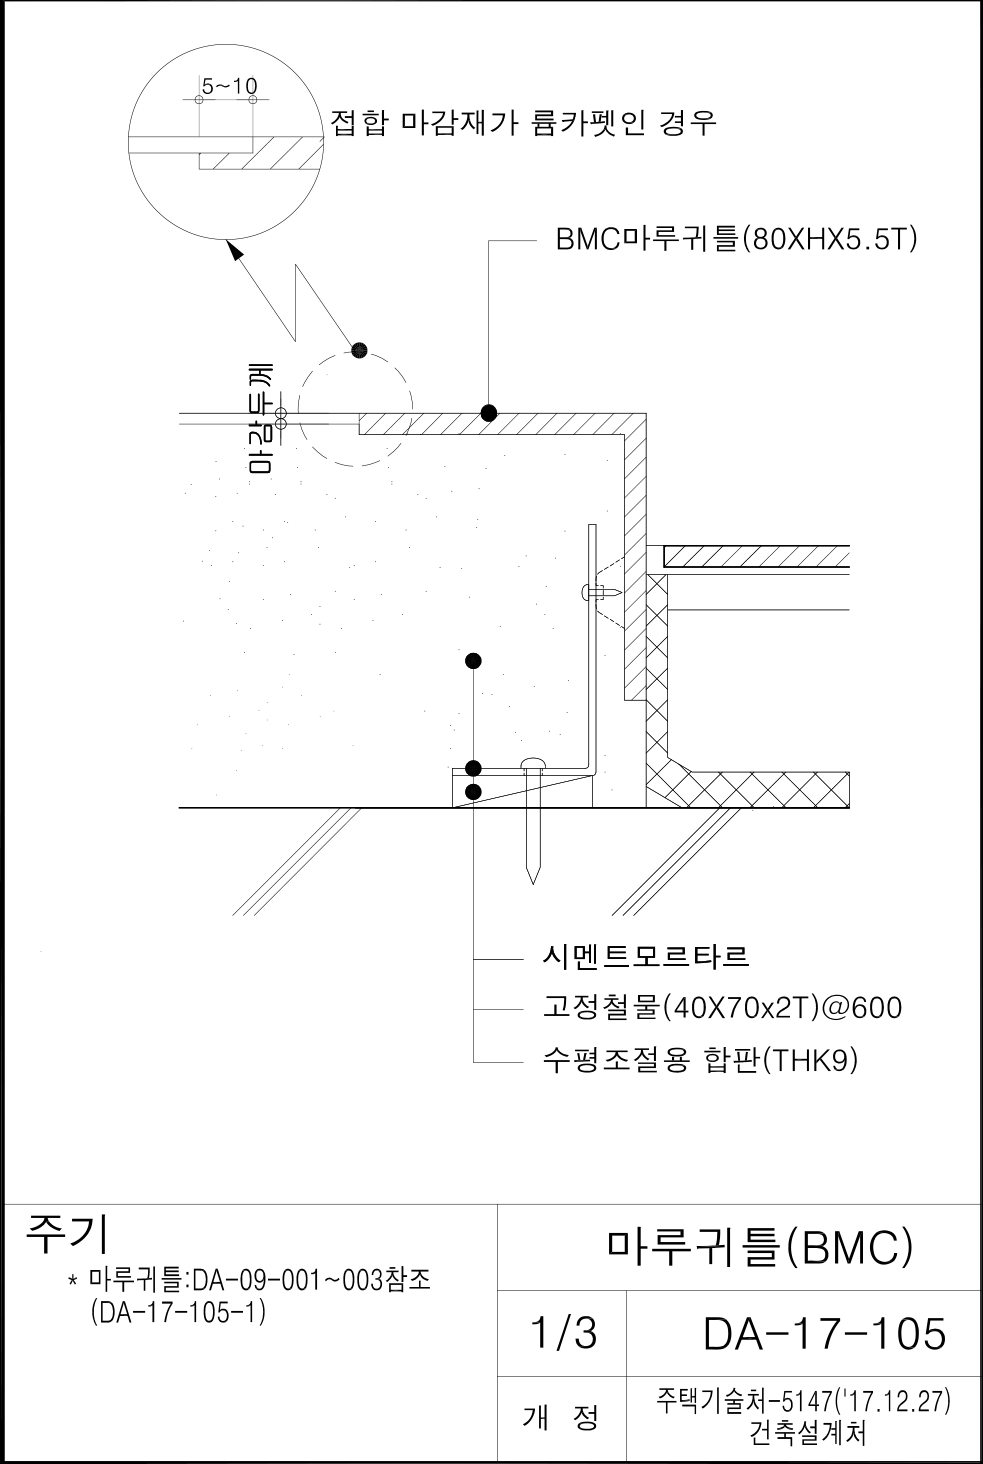 5~10
접합 마감재가 륨카펫인 경우
BMC마루귀틀(80XHX5.5T)
마감두께
시멘트모르타르
고정철물(40X70x2T)@600
수평조절용 합판(THK9)
주기
* 마루귀틀:DA-09-001~003참조
(DA-17-105-1)
마루귀틀(BMC)
1/3
DA-17-105
개 정
주택기술처-5147('17.12.27)
건축설계처